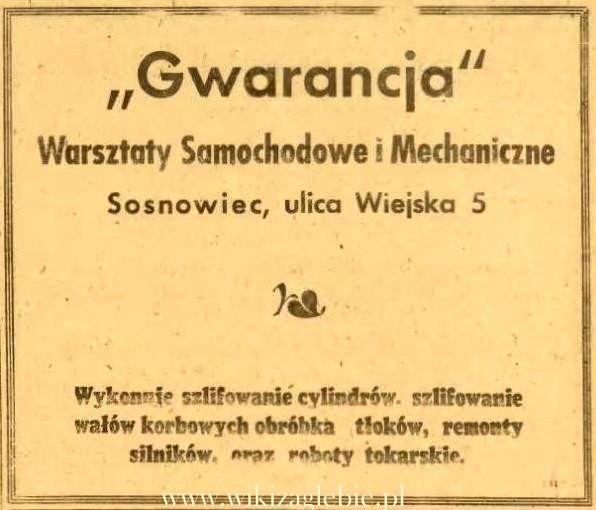 „Gwarancja“
Warsztaty Samochodowe i Mechaniczne
Sosnowiec, ulica Wiejska 5
Wykonuje szlifowanie cylindrów, szlifowanie
wałów korbowych obróbka tłoków, remonty
silników, oraz roboty tokarskie.
www.wikizaglebie.pl